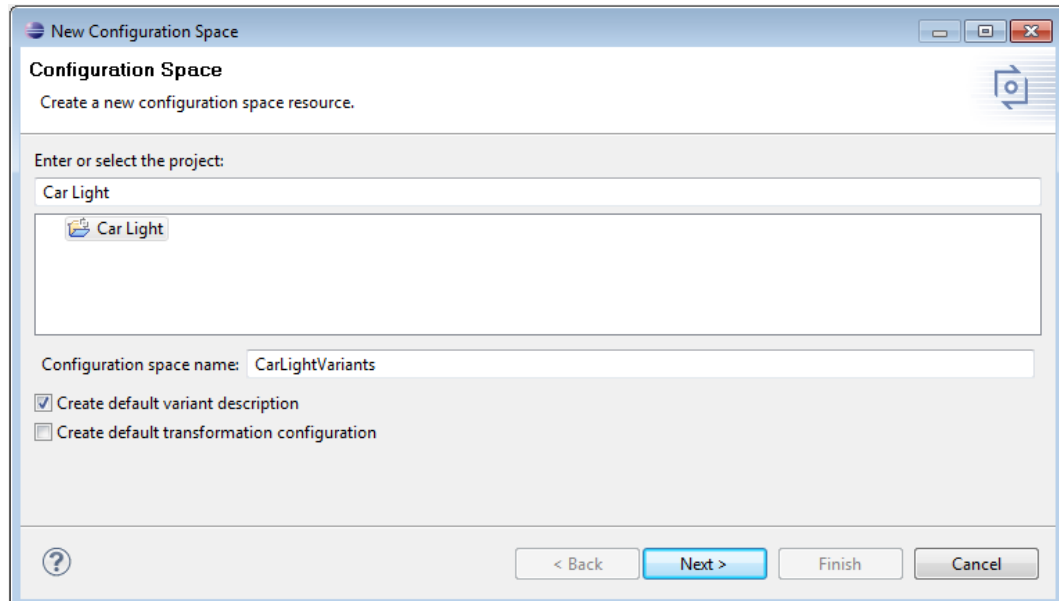 New Configuration Space
Configuration Space
Create a new configuration space resource.
Enter or select the project:
Car Light
Car Light
Configuration space name: CarLightVariants
Create default variant description
Create default transformation configuration
? < Back Next > Finish Cancel